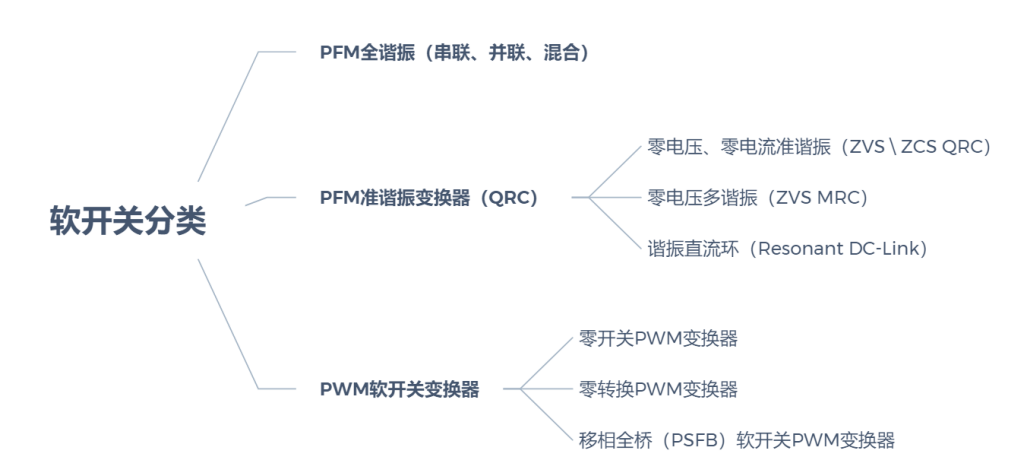 软开关分类
PFM全谐振（串联、并联、混合）
PFM准谐振变换器（QRC）
零电压、零电流准谐振（ZVS \ ZCS QRC）
零电压多谐振（ZVS MRC）
谐振直流环（Resonant DC-Link）
PWM软开关变换器
零开关PWM变换器
零转换PWM变换器
移相全桥（PSFB）软开关PWM变换器